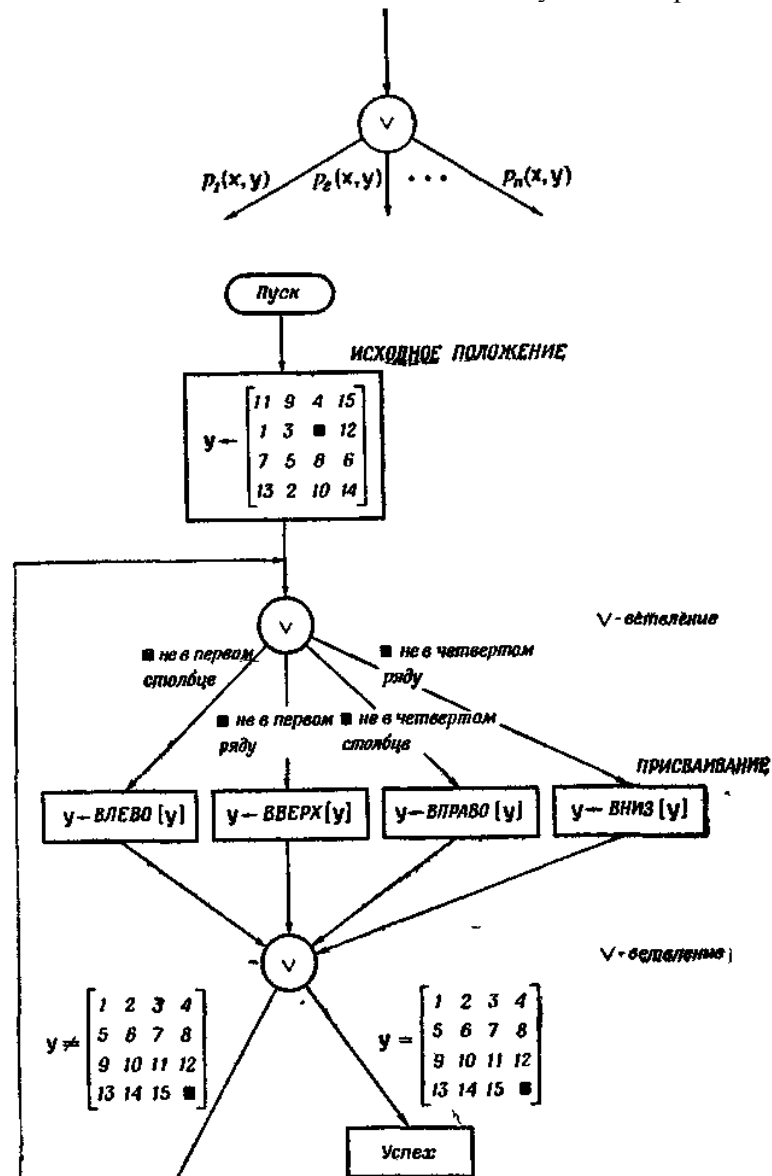 ∨
p₁(x, y) p₂(x, y) • • • pₙ(x, y)
Пуск
ИСХОДНОЕ ПОЛОЖЕНИЕ
y ←
11 9 4 15
1 3 ■ 12
7 5 8 6
13 2 10 14
∨
∨-ветвление
■ не в первом
столбце
■ не в четвертом
ряду
■ не в первом
ряду
■ не в четвертом
столбце
ПРИСВАИВАНИЕ
y←ВЛЕВО [y]
y←ВВЕРХ [y]
y←ВПРАВО [y]
y←ВНИЗ [y]
∨
∨-ветвление
y ≠
1 2 3 4
5 6 7 8
9 10 11 12
13 14 15 ■
y =
1 2 3 4
5 6 7 8
9 10 11 12
13 14 15 ■
Успех